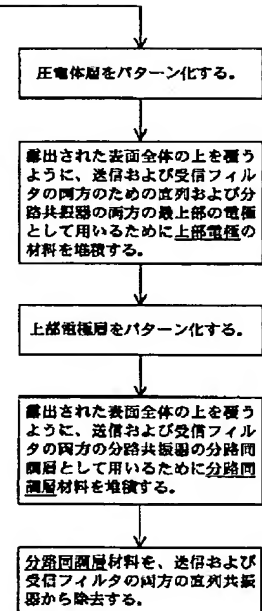 圧電体層をパターン化する。
露出された表面全体の上を覆う
ように、送信および受信フィル
タの両方のための直列および分
路共振器の両方の最上部の電極
として用いるために上部電極の
材料を堆積する。
上部電極層をパターン化する。
露出された表面全体の上を覆う
ように、送信および受信フィル
タの両方の分路共振器の分路同
調層として用いるために分路同
調層材料を堆積する。
分路同調層材料を、送信および
受信フィルタの両方の直列共振
器から除去する。